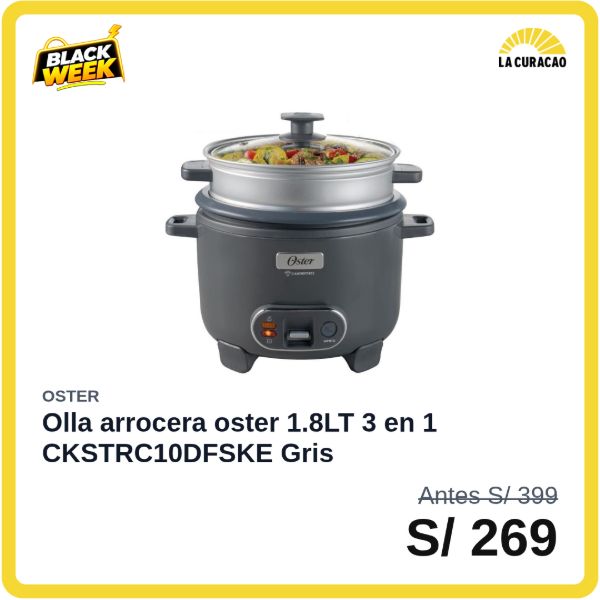 BLACK
WEEK
LA CURACAO
Oster
OSTER
Olla arrocera oster 1.8LT 3 en 1
CKSTRC10DFSKE Gris
Antes S/ 399
S/ 269